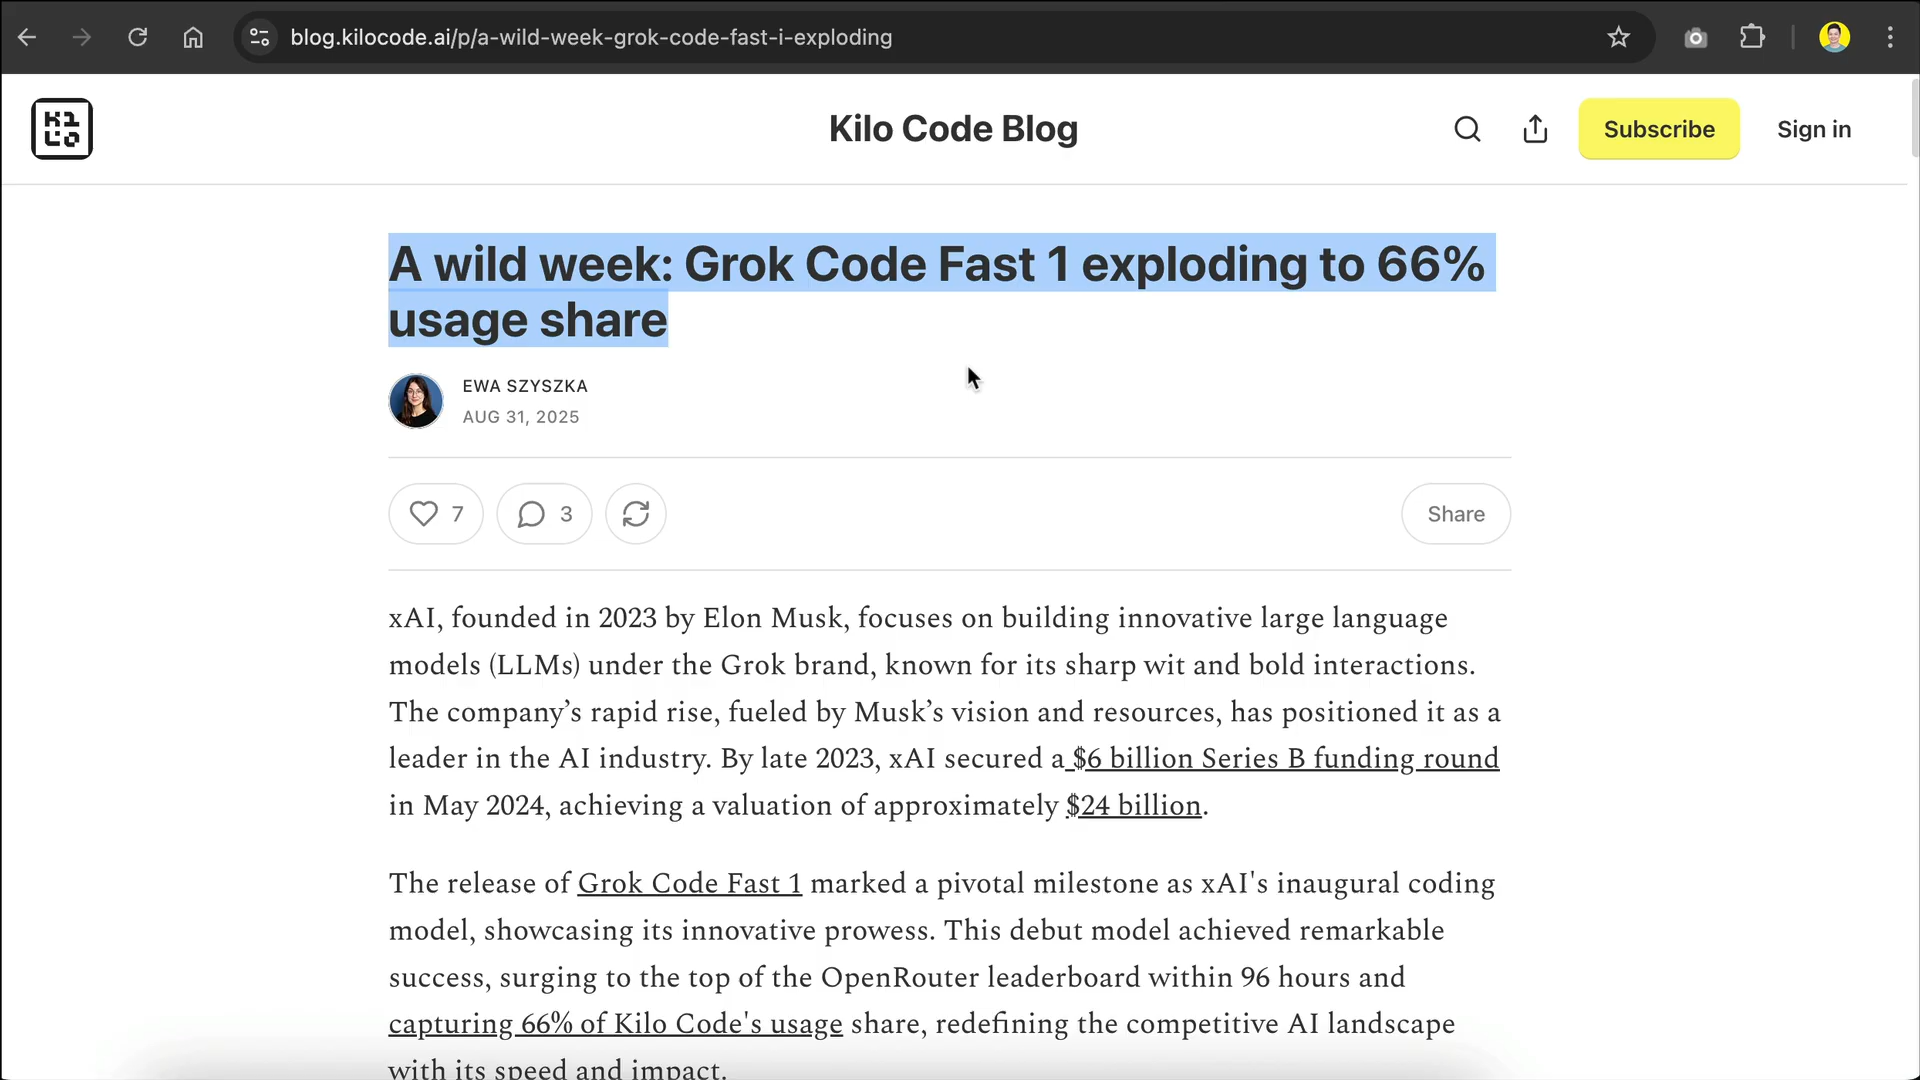 blog.kilocode.ai/p/a-wild-week-grok-code-fast-i-exploding
Kilo Code Blog
Subscribe
Sign in
A wild week: Grok Code Fast 1 exploding to 66%
usage share
EWA SZYSZKA
AUG 31, 2025
7
3
Share
xAI, founded in 2023 by Elon Musk, focuses on building innovative large language
models (LLMs) under the Grok brand, known for its sharp wit and bold interactions.
The company’s rapid rise, fueled by Musk’s vision and resources, has positioned it as a
leader in the AI industry. By late 2023, xAI secured a $6 billion Series B funding round
in May 2024, achieving a valuation of approximately $24 billion.
The release of Grok Code Fast 1 marked a pivotal milestone as xAI's inaugural coding
model, showcasing its innovative prowess. This debut model achieved remarkable
success, surging to the top of the OpenRouter leaderboard within 96 hours and
capturing 66% of Kilo Code's usage share, redefining the competitive AI landscape
with its speed and impact.